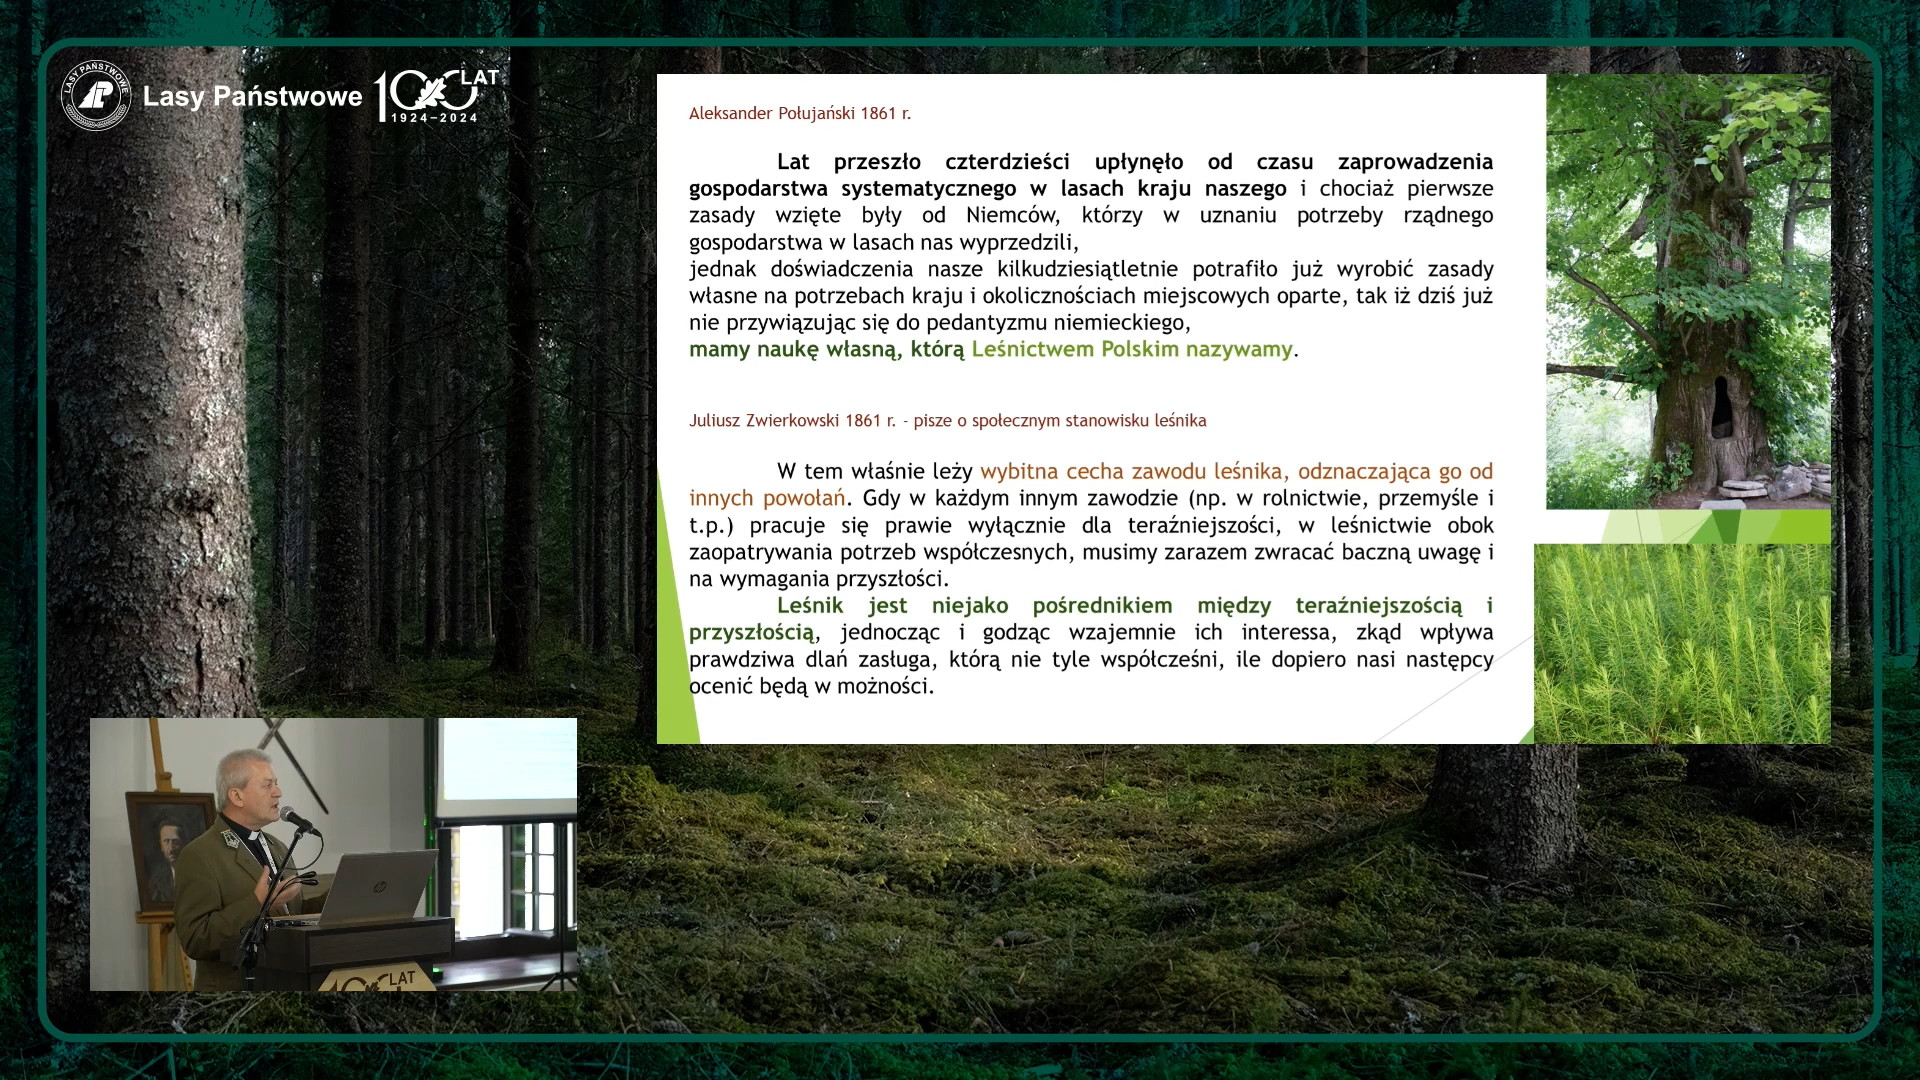 LASY PAŃSTWOWE
Lasy Państwowe
100 LAT
1924–2024
Aleksander Połujański 1861 r.
Lat przeszło czterdzieści upłynęło od czasu zaprowadzenia
gospodarstwa systematycznego w lasach kraju naszego i chociaż pierwsze
zasady wzięte były od Niemców, którzy w uznaniu potrzeby rządnego
gospodarstwa w lasach nas wyprzedzili,
jednak doświadczenia nasze kilkudziesiątletnie potrafiło już wyrobić zasady
własne na potrzebach kraju i okolicznościach miejscowych oparte, tak iż dziś już
nie przywiązując się do pedantyzmu niemieckiego,
mamy naukę własną, którą Leśnictwem Polskim nazywamy.
Juliusz Zwierkowski 1861 r. - pisze o społecznym stanowisku leśnika
W tem właśnie leży wybitna cecha zawodu leśnika, odznaczająca go od
innych powołań. Gdy w każdym innym zawodzie (np. w rolnictwie, przemyśle i
t.p.) pracuje się prawie wyłącznie dla teraźniejszości, w leśnictwie obok
zaopatrywania potrzeb współczesnych, musimy zarazem zwracać baczną uwagę i
na wymagania przyszłości.
Leśnik jest niejako pośrednikiem między teraźniejszością i
przyszłością, jednocząc i godząc wzajemnie ich interessa, zkąd wpływa
prawdziwa dlań zasługa, którą nie tyle współcześni, ile dopiero nasi następcy
ocenić będą w możności.
hp
100 LAT